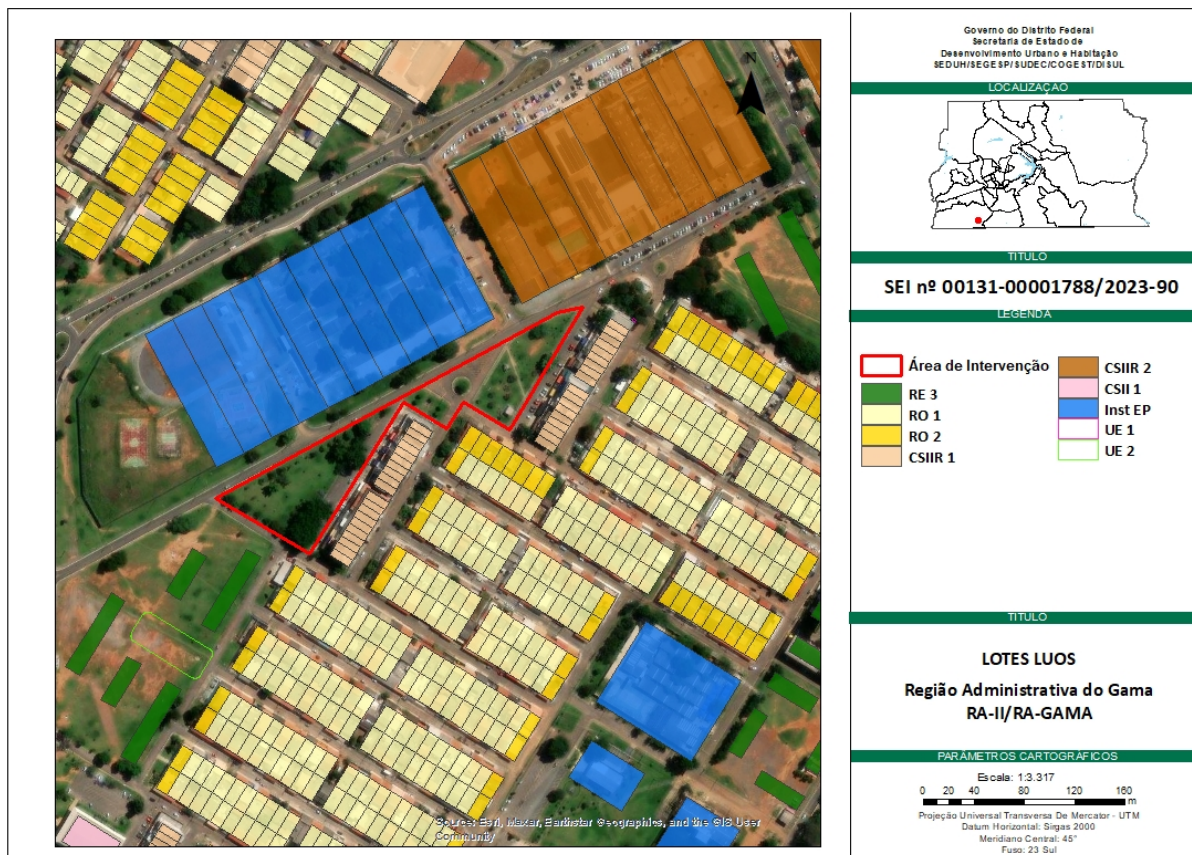 N
Source: Esri, Maxar, Earthstar Geographics, and the GIS User
Community
Governo do Distrito Federal
Secretaria de Estado de
Desenvolvimento Urbano e Habitação
SEDUH/SEGESP/SUDEC/COGEST/DISUL
LOCALIZAÇÃO
TITULO
SEI nº 00131-00001788/2023-90
LEGENDA
Área de Intervenção
RE 3
RO 1
RO 2
CSIIR 1
CSIIR 2
CSII 1
Inst EP
UE 1
UE 2
TITULO
LOTES LUOS
Região Administrativa do Gama
RA-II/RA-GAMA
PARÂMETROS CARTOGRÁFICOS
Escala: 1:3.317
0 20 40 80 120 160
m
Projeção Universal Transversa De Mercator - UTM
Datum Horizontal: Sirgas 2000
Meridiano Central: 45°
Fuso: 23 Sul